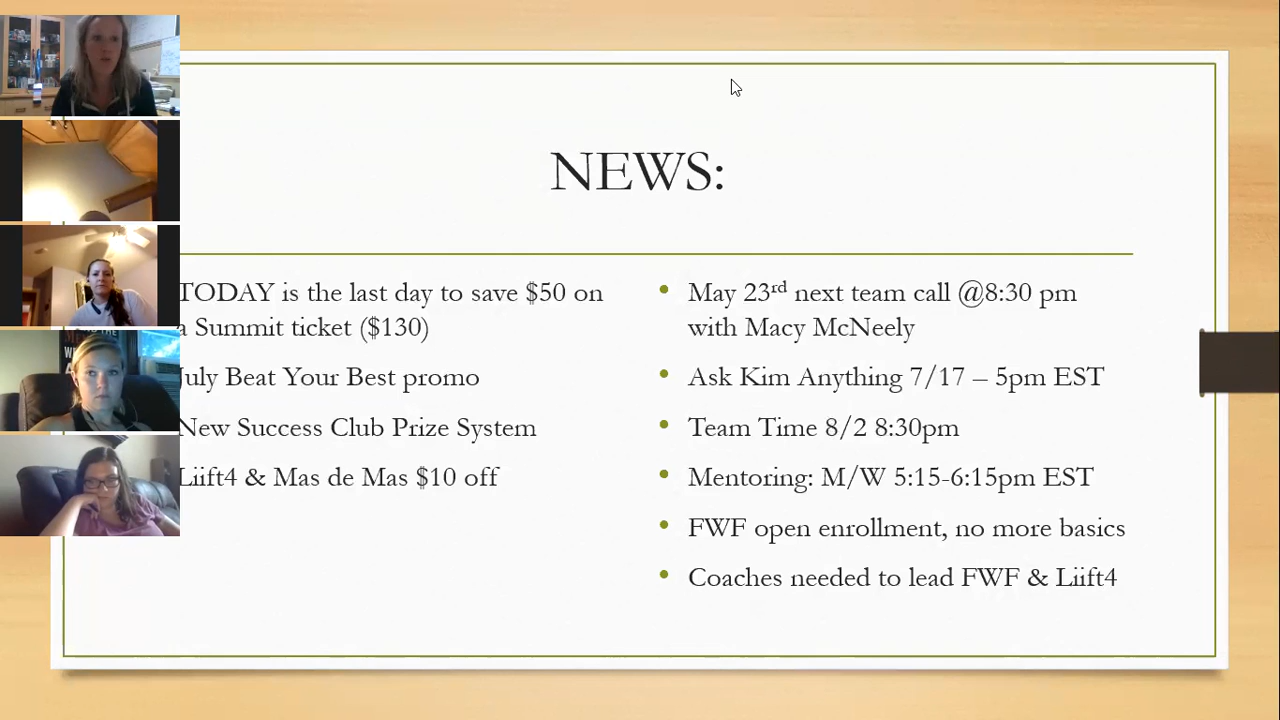 NEWS:
TODAY is the last day to save $50 on
a Summit ticket ($130)
July Beat Your Best promo
New Success Club Prize System
Liift4 & Mas de Mas $10 off
May 23rd next team call @8:30 pm
with Macy McNeely
Ask Kim Anything 7/17 – 5pm EST
Team Time 8/2 8:30pm
Mentoring: M/W 5:15-6:15pm EST
FWF open enrollment, no more basics
Coaches needed to lead FWF & Liift4